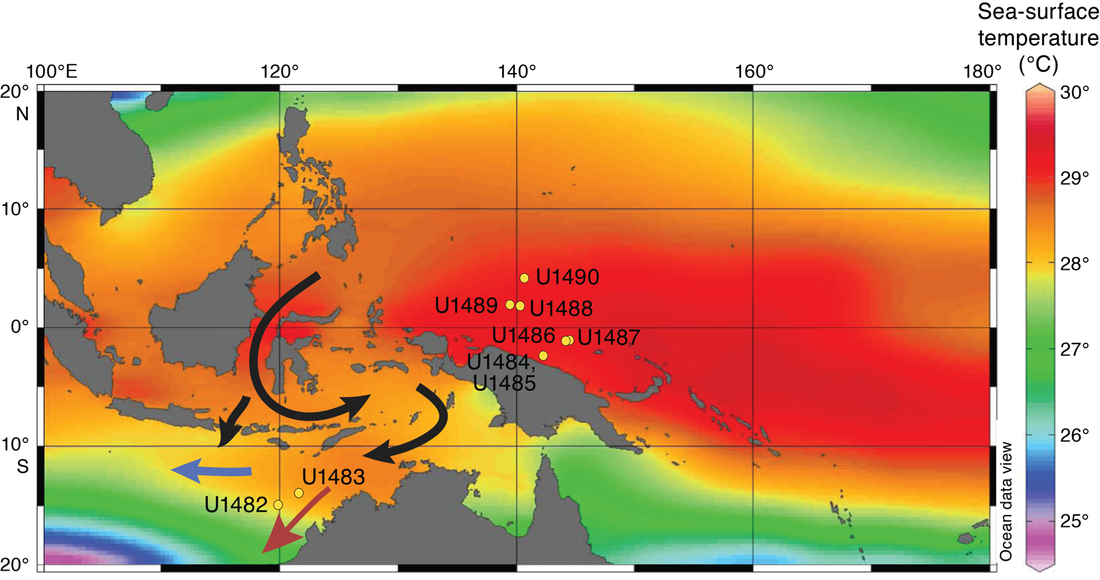 Sea-surface
temperature
(°C)
100°E
120°
140°
160°
180°
20°
N
10°
0°
10°
S
20°
30°
29°
28°
27°
26°
25°
U1490
U1489
U1488
U1486
U1487
U1484,
U1485
U1483
U1482
Ocean data view